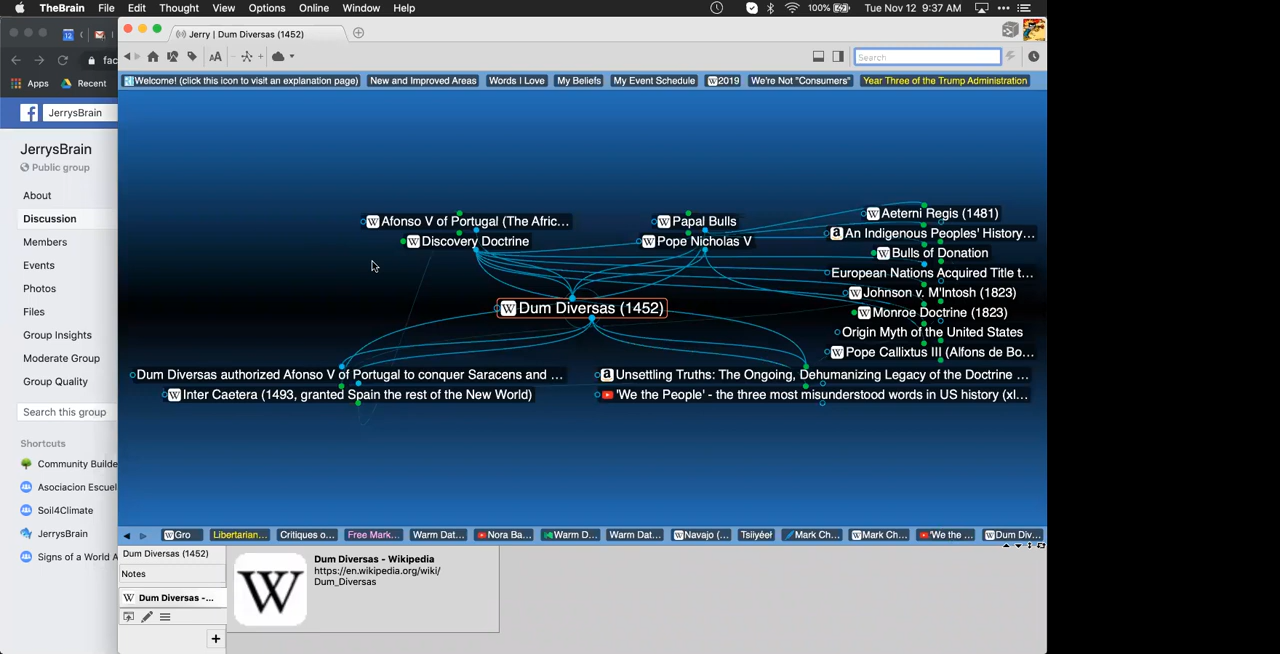 TheBrain File Edit Thought View Options Online Window Help 100% Tue Nov 12 9:37 AM
Jerry | Dum Diversas (1452)
Search
Apps Recent
Welcome! (click this icon to visit an explanation page) New and Improved Areas Words I Love My Beliefs My Event Schedule W 2019 We're Not "Consumers" Year Three of the Trump Administration
JerrysBrain
JerrysBrain
Public group
About
Discussion
Members
Events
Photos
Files
Group Insights
Moderate Group
Group Quality
Search this group
Shortcuts
Community Builde
Asociacion Escuel
Soil4Climate
JerrysBrain
Signs of a World A
W Afonso V of Portugal (The Afric...
W Discovery Doctrine
W Papal Bulls
W Pope Nicholas V
W Aeterni Regis (1481)
a An Indigenous Peoples' History...
W Bulls of Donation
European Nations Acquired Title t...
W Johnson v. M'Intosh (1823)
W Monroe Doctrine (1823)
Origin Myth of the United States
W Pope Callixtus III (Alfons de Bo...
W Dum Diversas (1452)
Dum Diversas authorized Afonso V of Portugal to conquer Saracens and ...
W Inter Caetera (1493, granted Spain the rest of the New World)
a Unsettling Truths: The Ongoing, Dehumanizing Legacy of the Doctrine ...
'We the People' - the three most misunderstood words in US history (xl...
W Gro Libertarian... Critiques o... Free Mark... Warm Dat... Nora Ba... Warm D... Warm Dat... W Navajo (... Tsiiyéeł Mark Ch... W Mark Ch... 'We the ... W Dum Div...
Dum Diversas (1452)
Notes
W Dum Diversas -...
W
Dum Diversas - Wikipedia
https://en.wikipedia.org/wiki/
Dum_Diversas